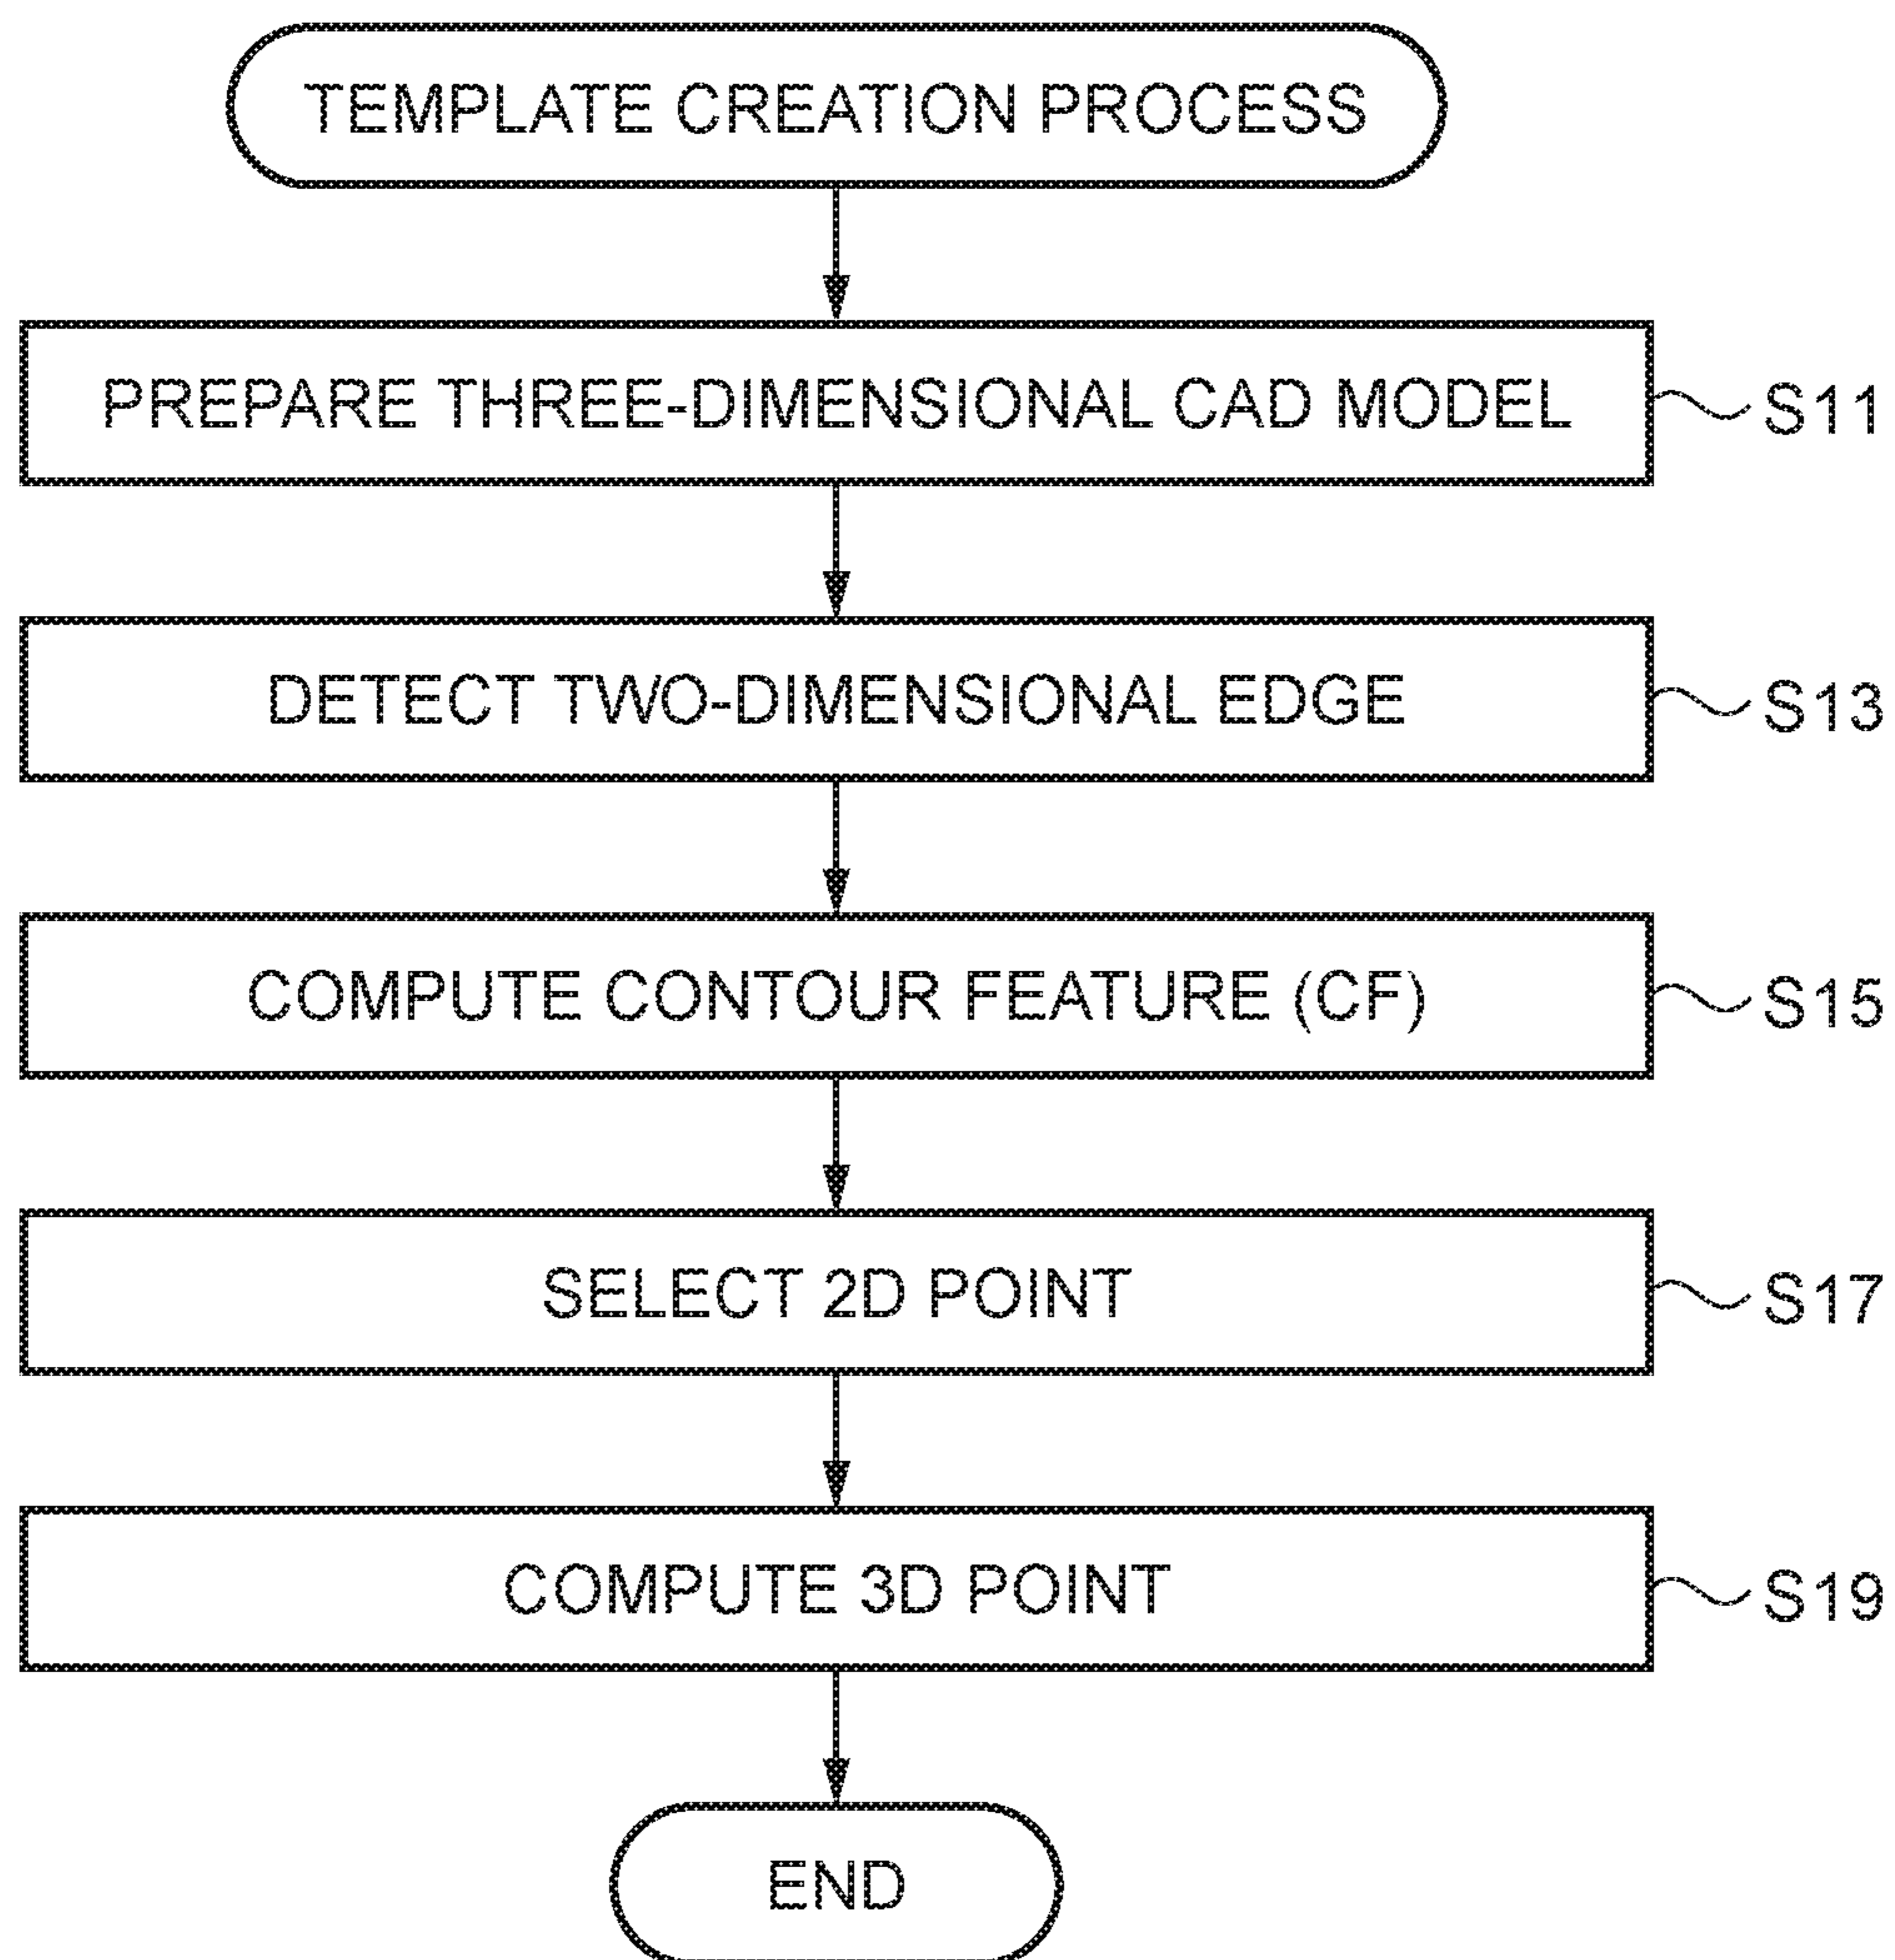 TEMPLATE CREATION PROCESS
PREPARE THREE-DIMENSIONAL CAD MODEL
S11
DETECT TWO-DIMENSIONAL EDGE
S13
COMPUTE CONTOUR FEATURE (CF)
S15
SELECT 2D POINT
S17
COMPUTE 3D POINT
S19
END